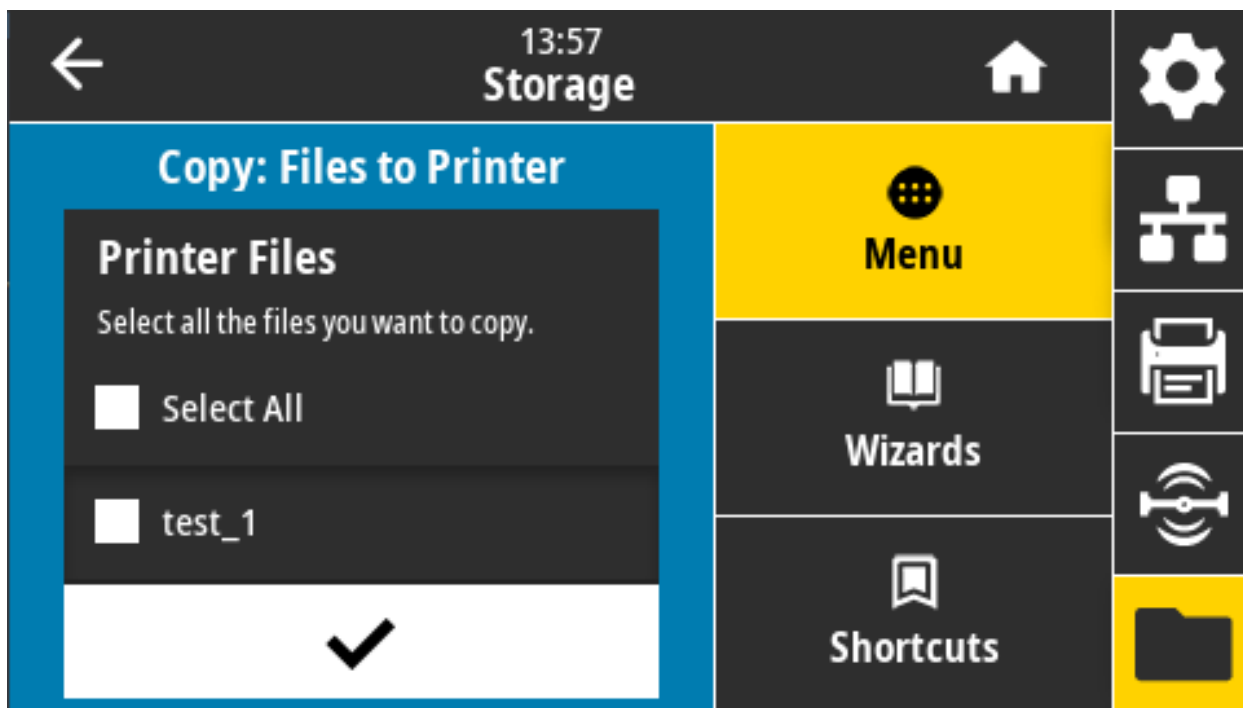 13:57
Storage
Copy: Files to Printer
Printer Files
Select all the files you want to copy.
Select All
test_1
Menu
Wizards
Shortcuts